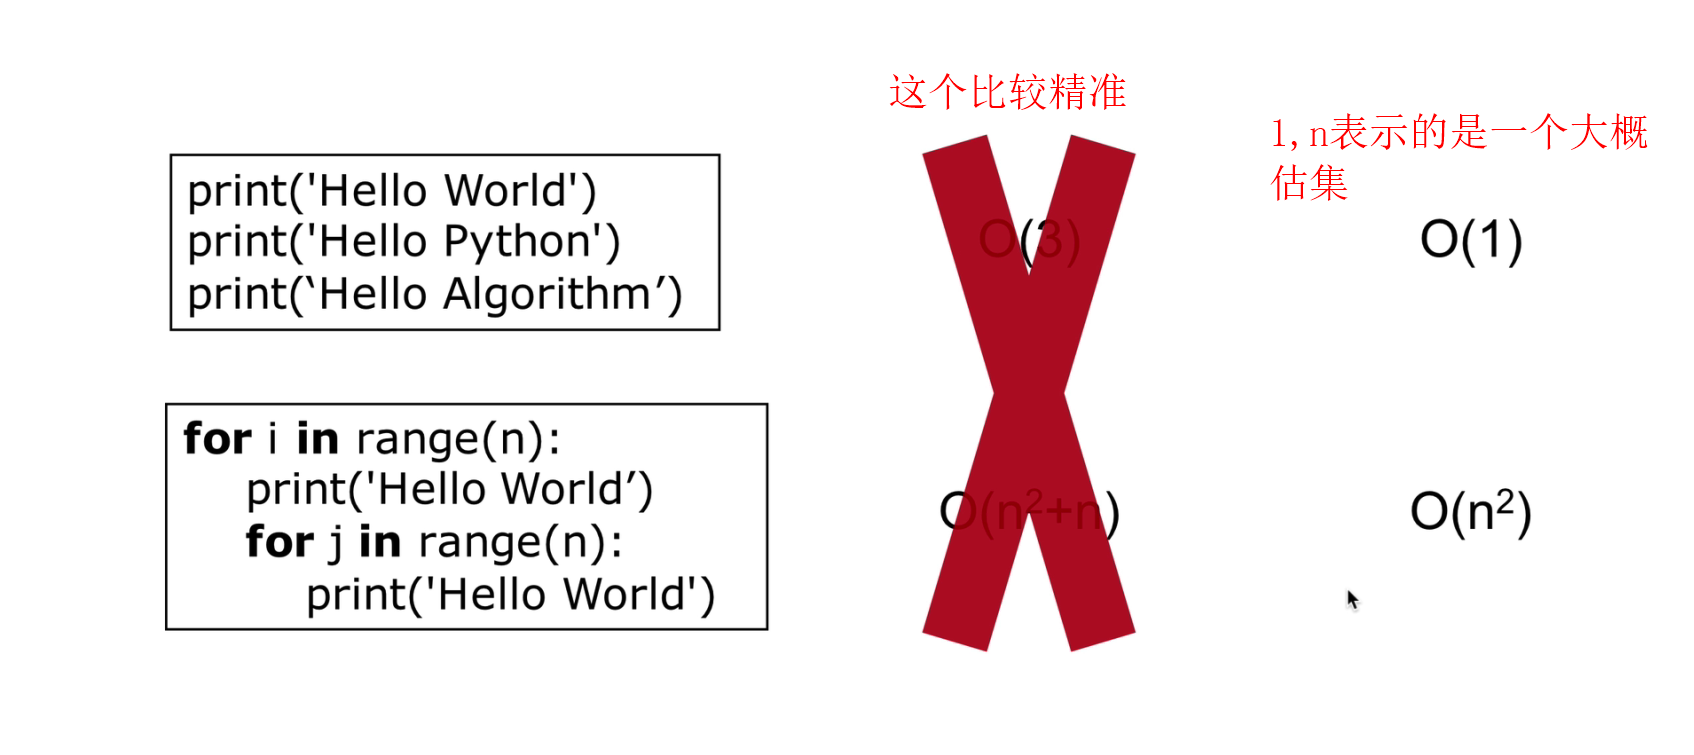 这个比较精准
1,n表示的是一个大概
估集
print('Hello World')
print('Hello Python')
print(‘Hello Algorithm’)
O(3)
O(1)
for i in range(n):
print('Hello World’)
for j in range(n):
print('Hello World')
O(n²+n)
O(n²)